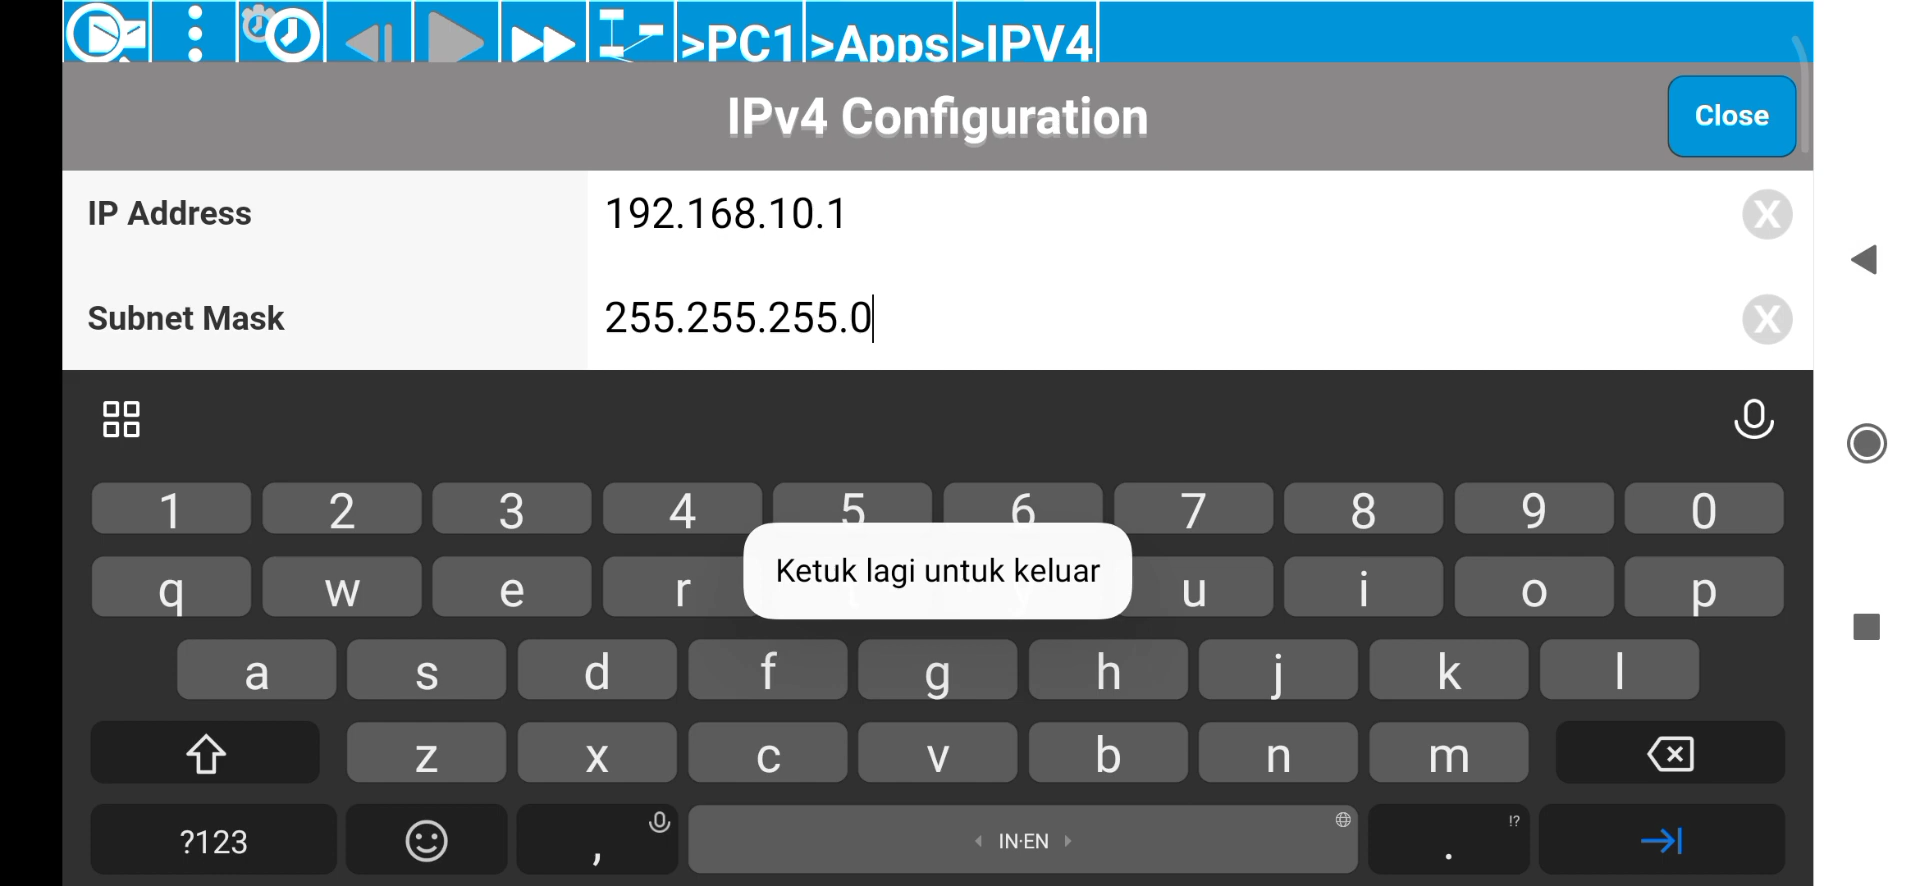 >PC1 >Apps >IPV4
IPv4 Configuration
Close
IP Address 192.168.10.1 X
Subnet Mask 255.255.255.0 X
1 2 3 4 5 6 7 8 9 0
Ketuk lagi untuk keluar
q w e r t y u i o p
a s d f g h j k l
z x c v b n m
!?
?123 , IN·EN .